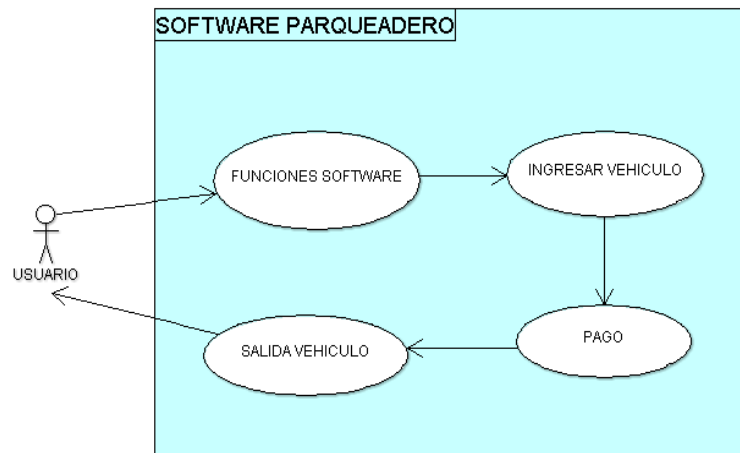 SOFTWARE PARQUEADERO
FUNCIONES SOFTWARE
INGRESAR VEHICULO
USUARIO
SALIDA VEHICULO
PAGO